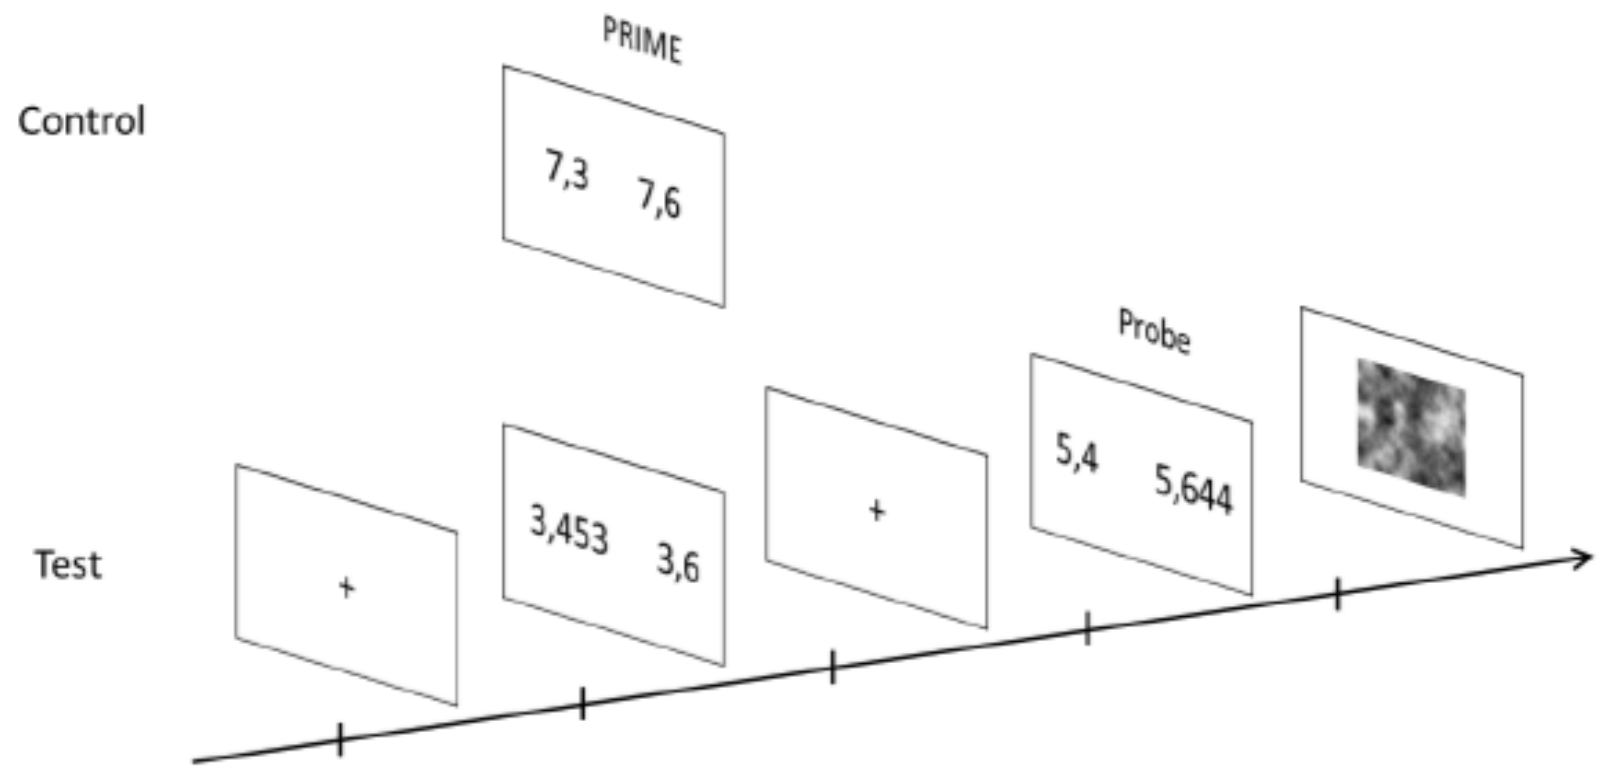 PRIME
Control
7,3 7,6
Probe
5,4 5,644
Test
+
3,453 3,6
+